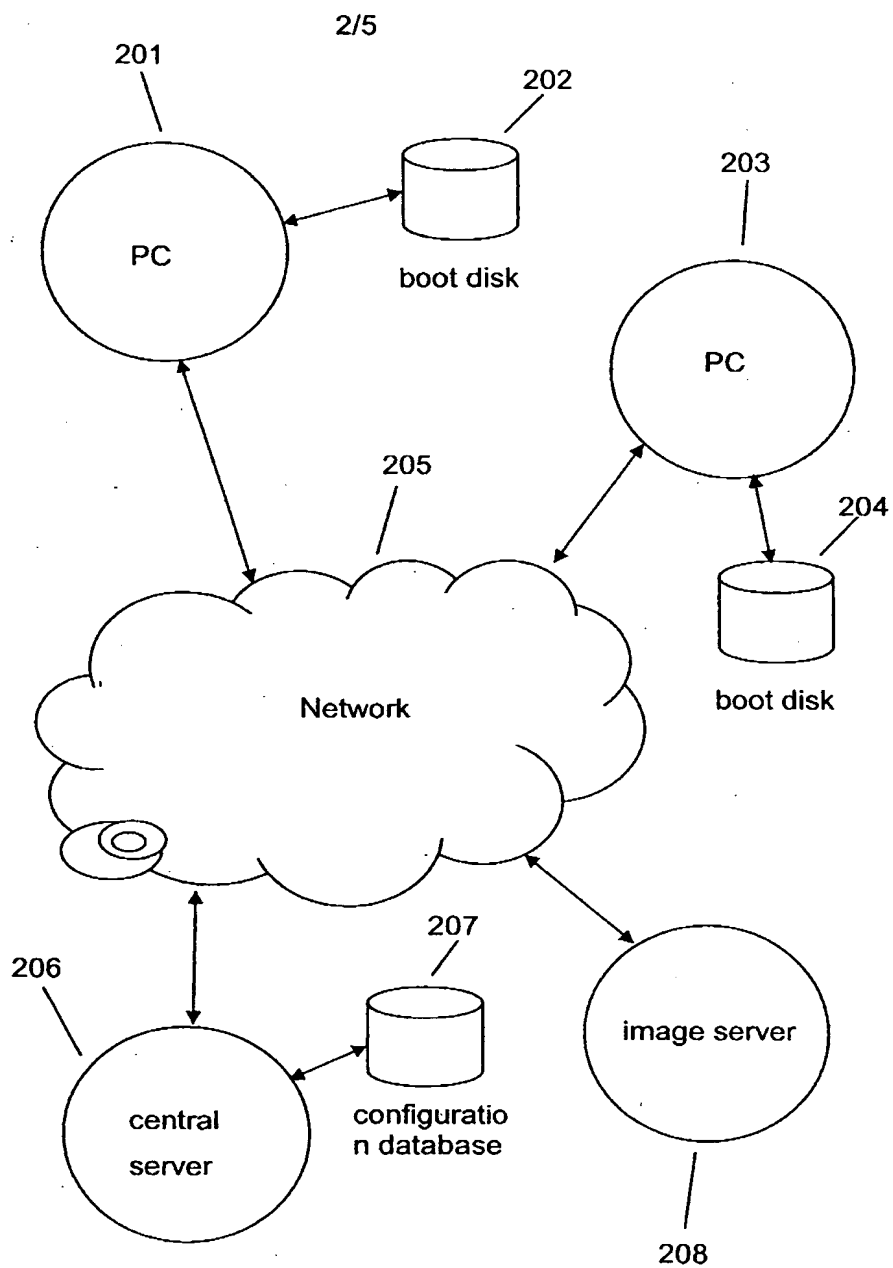 2/5
201
202
PC
boot disk
203
PC
204
boot disk
205
Network
206
207
central
server
configuratio
n database
image server
208